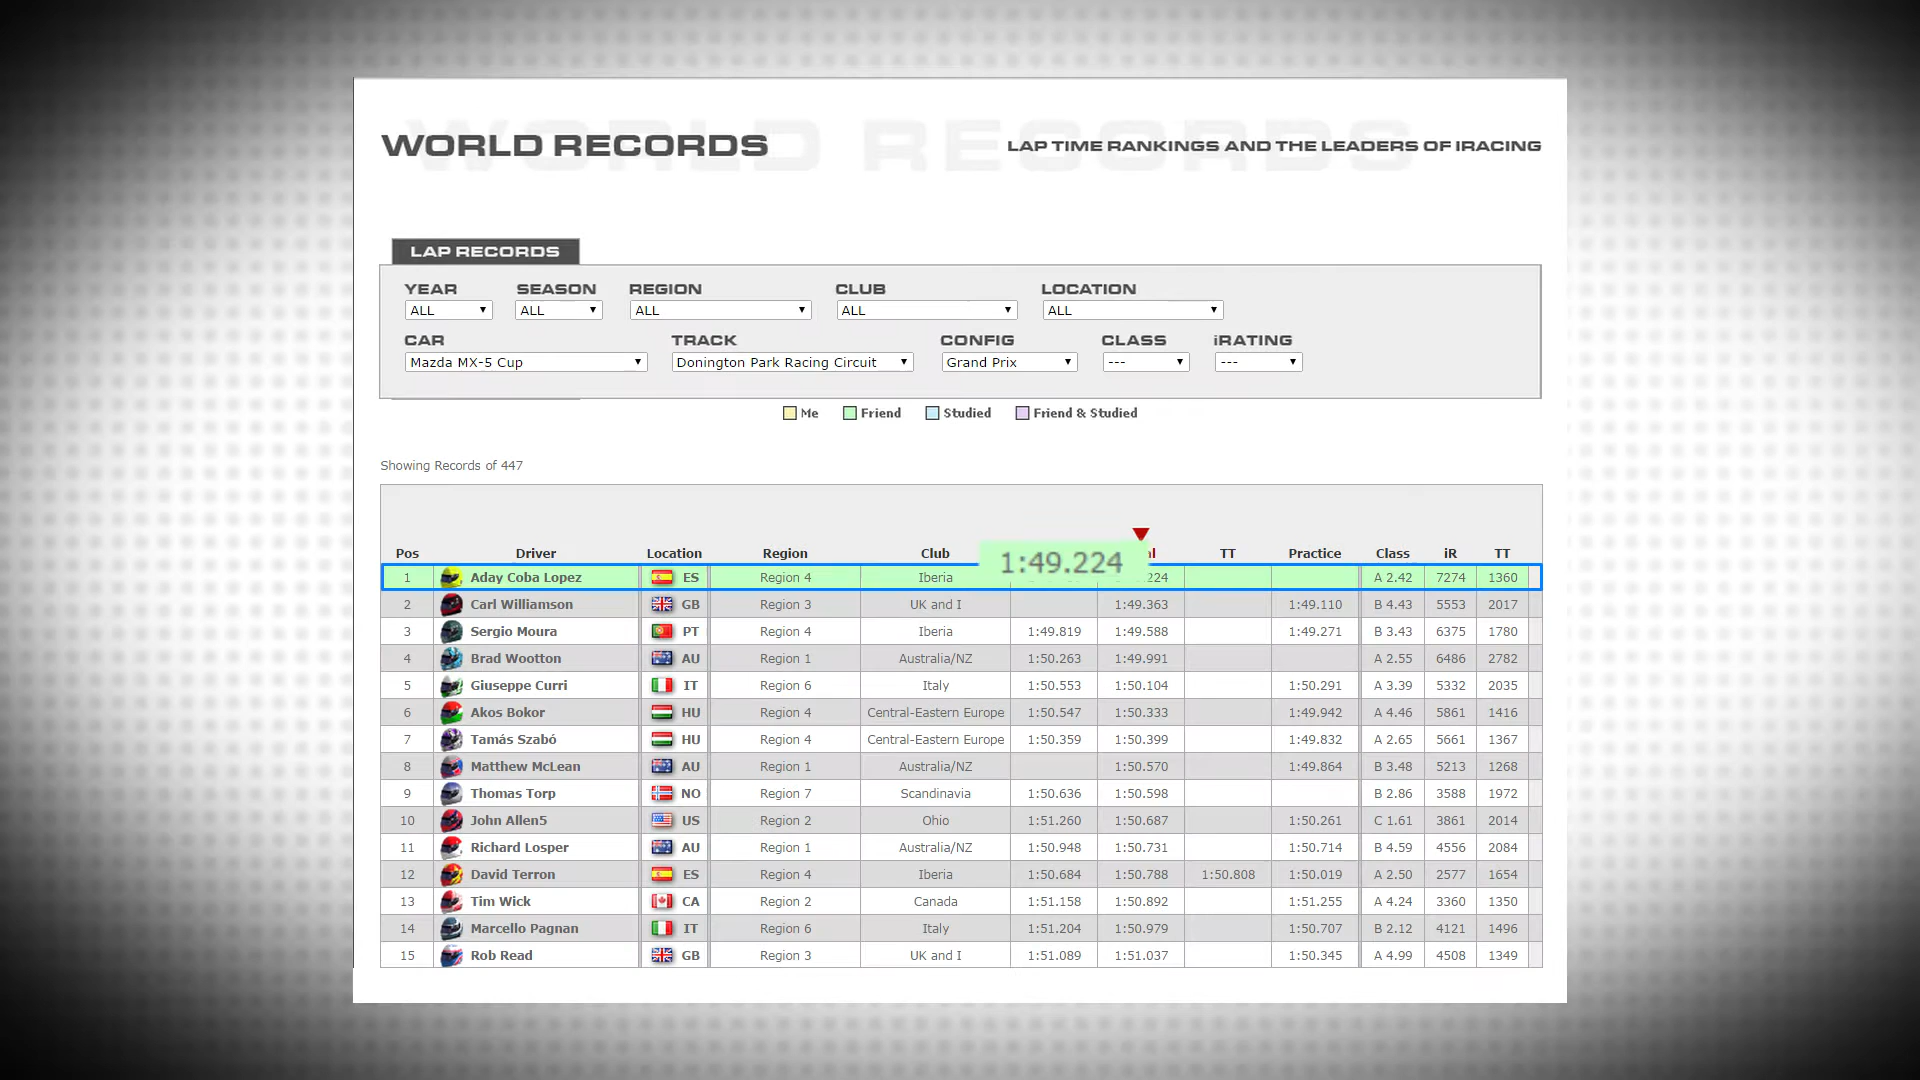 WORLD RECORDS
WORLD RECORDS
LAP TIME RANKINGS AND THE LEADERS OF IRACING
LAP RECORDS
YEAR SEASON REGION CLUB LOCATION
ALL ALL ALL ALL ALL
CAR TRACK CONFIG CLASS iRATING
Mazda MX-5 Cup Donington Park Racing Circuit Grand Prix --- ---
Me Friend Studied Friend & Studied
Showing Records of 447
Pos Driver Location Region Club TT Practice Class iR TT
1:49.224
1 Aday Coba Lopez ES Region 4 Iberia 224 A 2.42 7274 1360
2 Carl Williamson GB Region 3 UK and I 1:49.363 1:49.110 B 4.43 5553 2017
3 Sergio Moura PT Region 4 Iberia 1:49.819 1:49.588 1:49.271 B 3.43 6375 1780
4 Brad Wootton AU Region 1 Australia/NZ 1:50.263 1:49.991 A 2.55 6486 2782
5 Giuseppe Curri IT Region 6 Italy 1:50.553 1:50.104 1:50.291 A 3.39 5332 2035
6 Akos Bokor HU Region 4 Central-Eastern Europe 1:50.547 1:50.333 1:49.942 A 4.46 5861 1416
7 Tamás Szabó HU Region 4 Central-Eastern Europe 1:50.359 1:50.399 1:49.832 A 2.65 5661 1367
8 Matthew McLean AU Region 1 Australia/NZ 1:50.570 1:49.864 B 3.48 5213 1268
9 Thomas Torp NO Region 7 Scandinavia 1:50.636 1:50.598 B 2.86 3588 1972
10 John Allen5 US Region 2 Ohio 1:51.260 1:50.687 1:50.261 C 1.61 3861 2014
11 Richard Losper AU Region 1 Australia/NZ 1:50.948 1:50.731 1:50.714 B 4.59 4556 2084
12 David Terron ES Region 4 Iberia 1:50.684 1:50.788 1:50.808 1:50.019 A 2.50 2577 1654
13 Tim Wick CA Region 2 Canada 1:51.158 1:50.892 1:51.255 A 4.24 3360 1350
14 Marcello Pagnan IT Region 6 Italy 1:51.204 1:50.979 1:50.707 B 2.12 4121 1496
15 Rob Read GB Region 3 UK and I 1:51.089 1:51.037 1:50.345 A 4.99 4508 1349